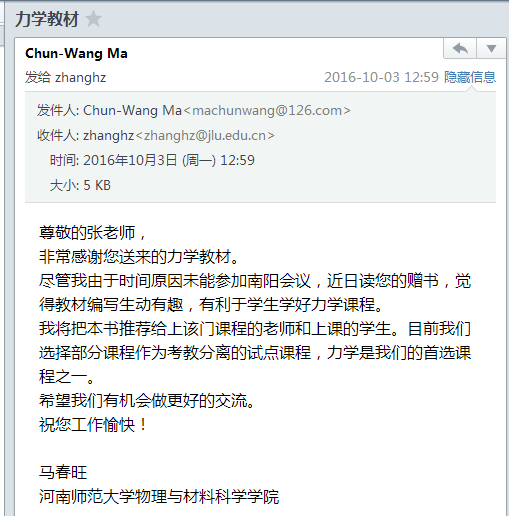 力学教材
Chun-Wang Ma
发给 zhanghz 2016-10-03 12:59 隐藏信息
发件人: Chun-Wang Ma<machunwang@126.com>
收件人: zhanghz<zhanghz@jlu.edu.cn>
时间: 2016年10月3日 (周一) 12:59
大小: 5 KB
尊敬的张老师，
非常感谢您送来的力学教材。
尽管我由于时间原因未能参加南阳会议，近日读您的赠书，觉
得教材编写生动有趣，有利于学生学好力学课程。
我将把本书推荐给上该门课程的老师和上课的学生。目前我们
选择部分课程作为考教分离的试点课程，力学是我们的首选课
程之一。
希望我们有机会做更好的交流。
祝您工作愉快！
马春旺
河南师范大学物理与材料科学学院